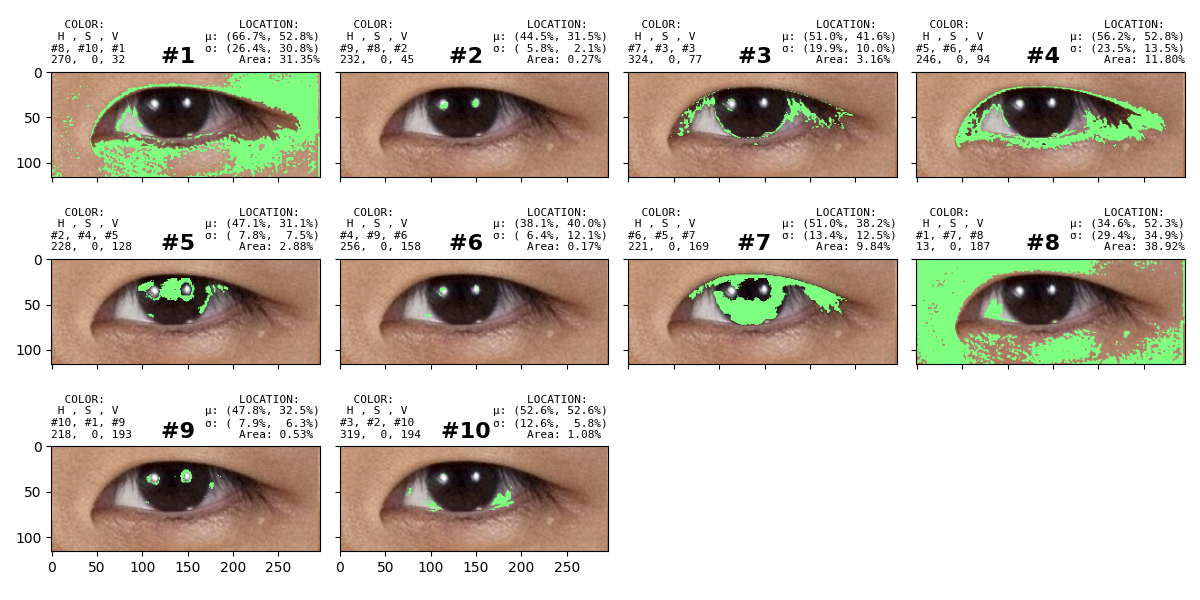 COLOR: LOCATION:
H , S , V μ: (66.7%, 52.8%)
#8, #10, #1 σ: (26.4%, 30.8%)
270, 0, 32 #1 Area: 31.35%
COLOR: LOCATION:
H , S , V μ: (44.5%, 31.5%)
#9, #8, #2 σ: ( 5.8%, 2.1%)
232, 0, 45 #2 Area: 0.27%
COLOR: LOCATION:
H , S , V μ: (51.0%, 41.6%)
#7, #3, #3 σ: (19.9%, 10.0%)
324, 0, 77 #3 Area: 3.16%
COLOR: LOCATION:
H , S , V μ: (56.2%, 52.8%)
#5, #6, #4 σ: (23.5%, 13.5%)
246, 0, 94 #4 Area: 11.80%
0
50
100
COLOR: LOCATION:
H , S , V μ: (47.1%, 31.1%)
#2, #4, #5 σ: ( 7.8%, 7.5%)
228, 0, 128 #5 Area: 2.88%
COLOR: LOCATION:
H , S , V μ: (38.1%, 40.0%)
#4, #9, #6 σ: ( 6.4%, 12.1%)
256, 0, 158 #6 Area: 0.17%
COLOR: LOCATION:
H , S , V μ: (51.0%, 38.2%)
#6, #5, #7 σ: (13.4%, 12.5%)
221, 0, 169 #7 Area: 9.84%
COLOR: LOCATION:
H , S , V μ: (34.6%, 52.3%)
#1, #7, #8 σ: (29.4%, 34.9%)
13, 0, 187 #8 Area: 38.92%
0
50
100
COLOR: LOCATION:
H , S , V μ: (47.8%, 32.5%)
#10, #1, #9 σ: ( 7.9%, 6.3%)
218, 0, 193 #9 Area: 0.53%
COLOR: LOCATION:
H , S , V μ: (52.6%, 52.6%)
#3, #2, #10 σ: (12.6%, 5.8%)
319, 0, 194 #10 Area: 1.08%
0
50
100
0 50 100 150 200 250
0 50 100 150 200 250